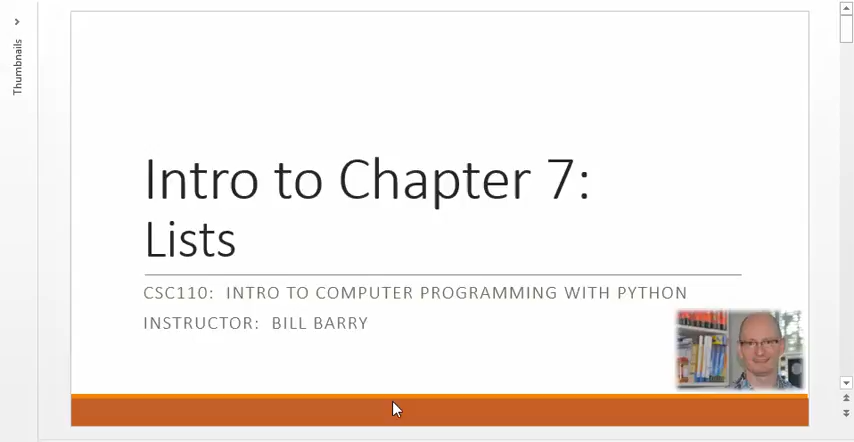 Thumbnails
Intro to Chapter 7:
Lists
CSC110: INTRO TO COMPUTER PROGRAMMING WITH PYTHON
INSTRUCTOR: BILL BARRY